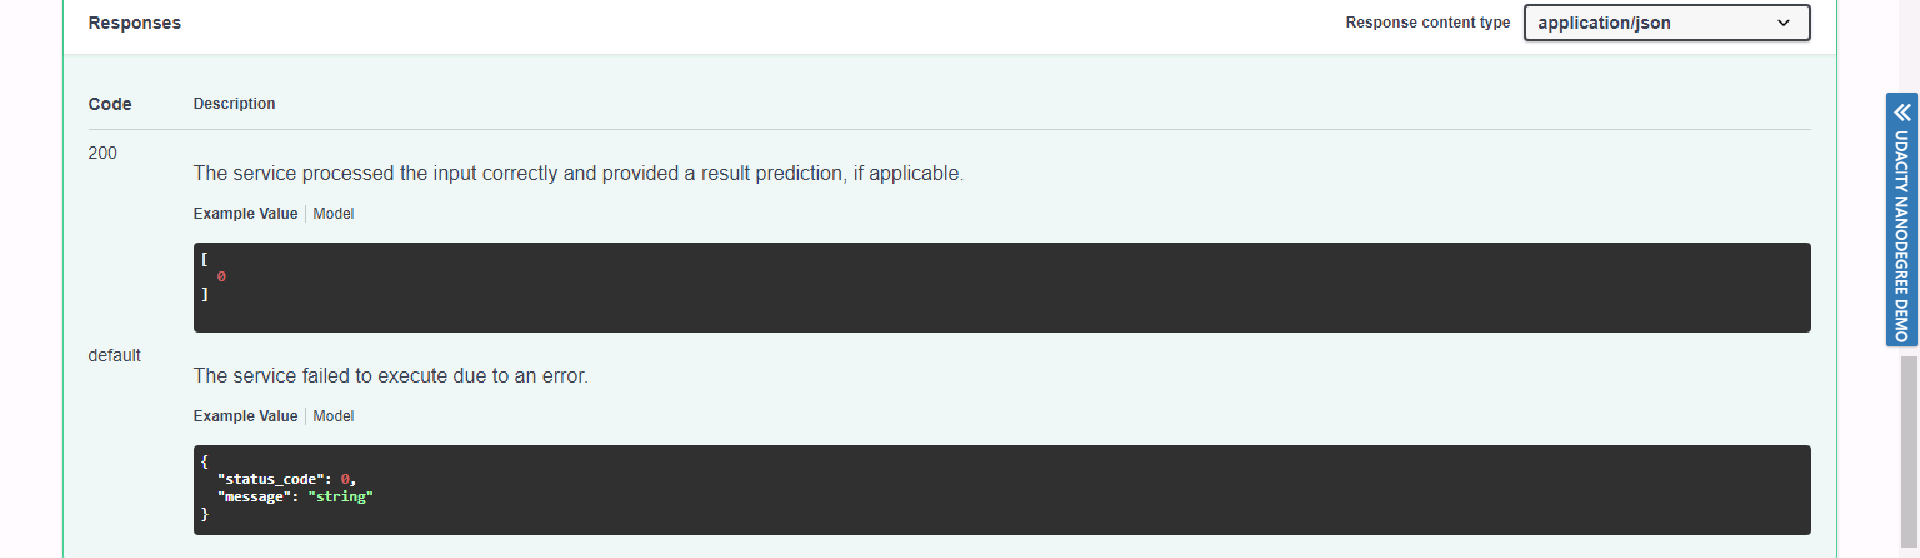 Responses
Response content type
application/json
Code
Description
200
The service processed the input correctly and provided a result prediction, if applicable.
Example Value
Model
[
0
]
default
The service failed to execute due to an error.
Example Value
Model
{
"status_code": 0,
"message": "string"
}
UDACITY NANODEGREE DEMO